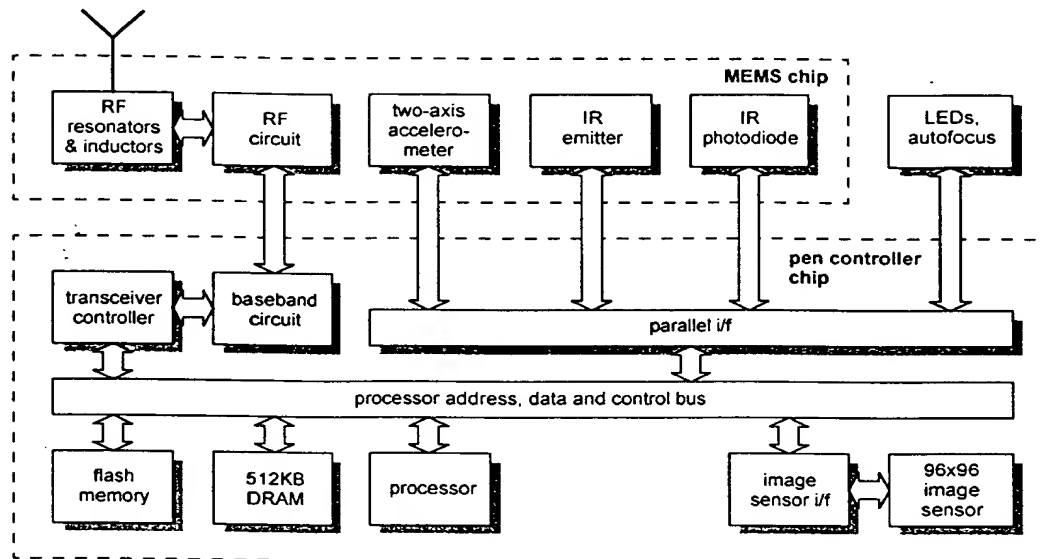 MEMS chip
RF
resonators
& inductors
RF
circuit
two-axis
accelero-
meter
IR
emitter
IR
photodiode
LEDs,
autofocus
pen controller
chip
transceiver
controller
baseband
circuit
parallel i/f
processor address, data and control bus
flash
memory
512KB
DRAM
processor
image
sensor i/f
96x96
image
sensor